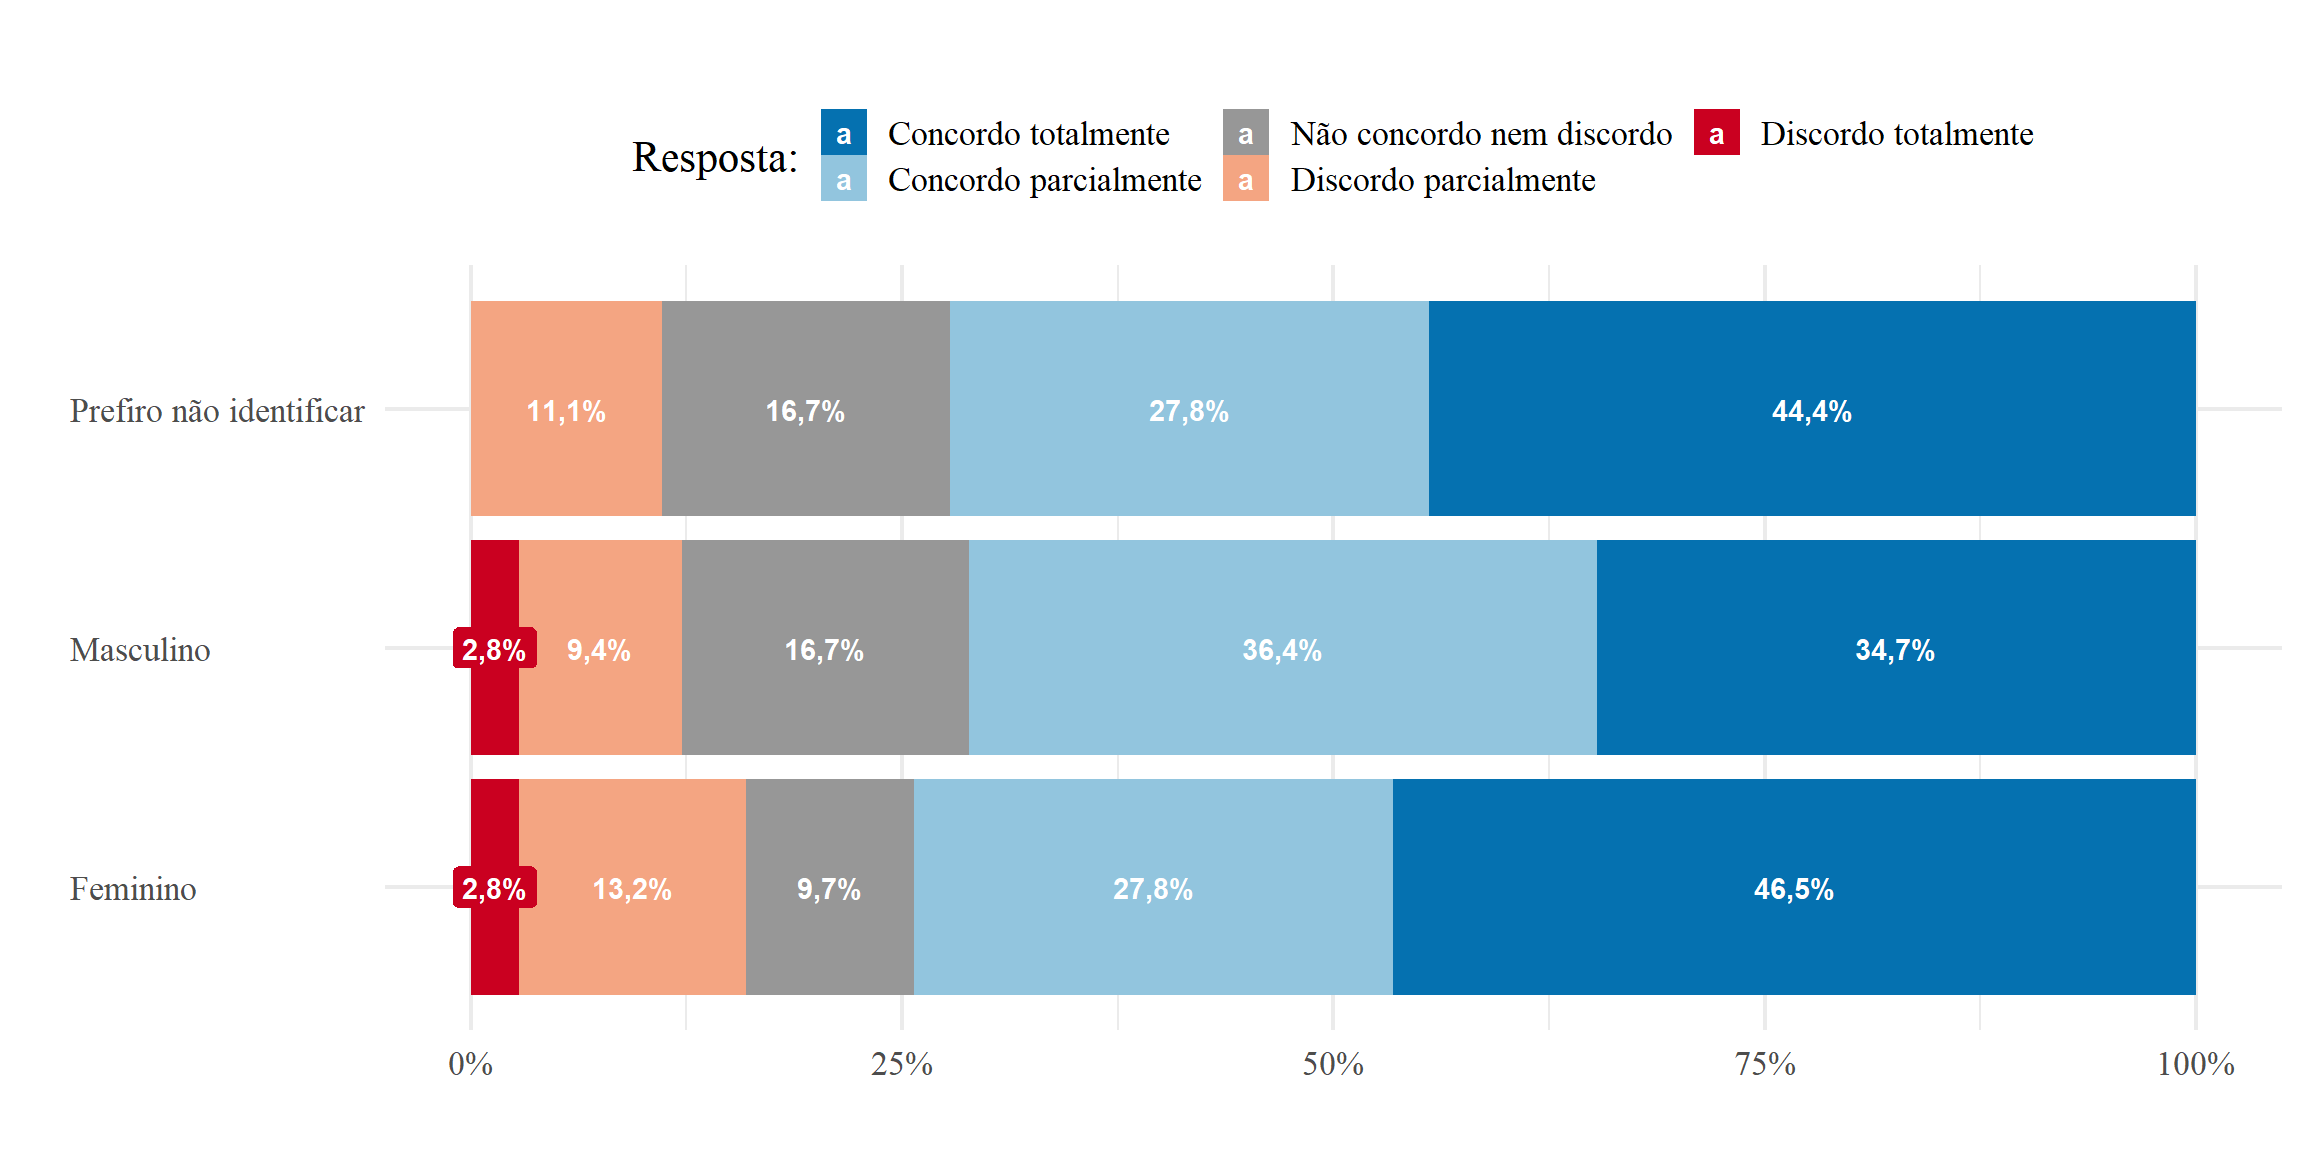 Resposta:
a Concordo totalmente a Não concordo nem discordo a Discordo totalmente
a Concordo parcialmente a Discordo parcialmente
Prefiro não identificar 11,1% 16,7% 27,8% 44,4%
Masculino 2,8% 9,4% 16,7% 36,4% 34,7%
Feminino 2,8% 13,2% 9,7% 27,8% 46,5%
0% 25% 50% 75% 100%